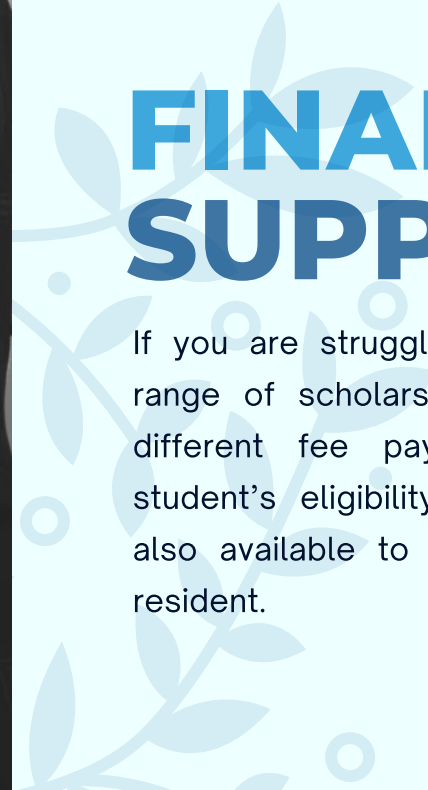 FINA
SUPP
If you are struggl
range of scholars
different fee pay
student’s eligibility
also available to
resident.